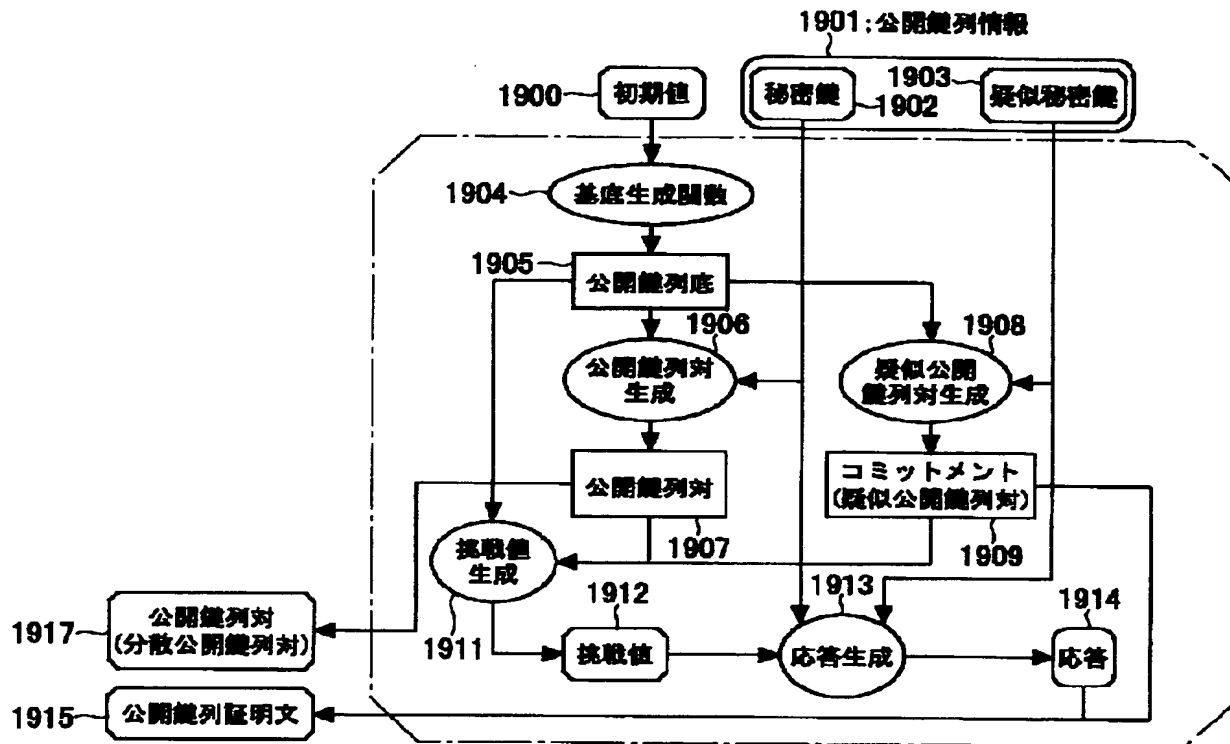 1901;公開鍵列情報
1900
初期値
秘密鍵
1902
1903
疑似秘密鍵
1904
基底生成関数
1905
公開鍵列底
1906
公開鍵列対
生成
1908
疑似公開
鍵列対生成
公開鍵列対
1907
コミットメント
(疑似公開鍵列対)
1909
挑戦値
生成
1911
1912
挑戦値
1913
応答生成
1914
応答
1917
公開鍵列対
(分散公開鍵列対)
1915
公開鍵列証明文